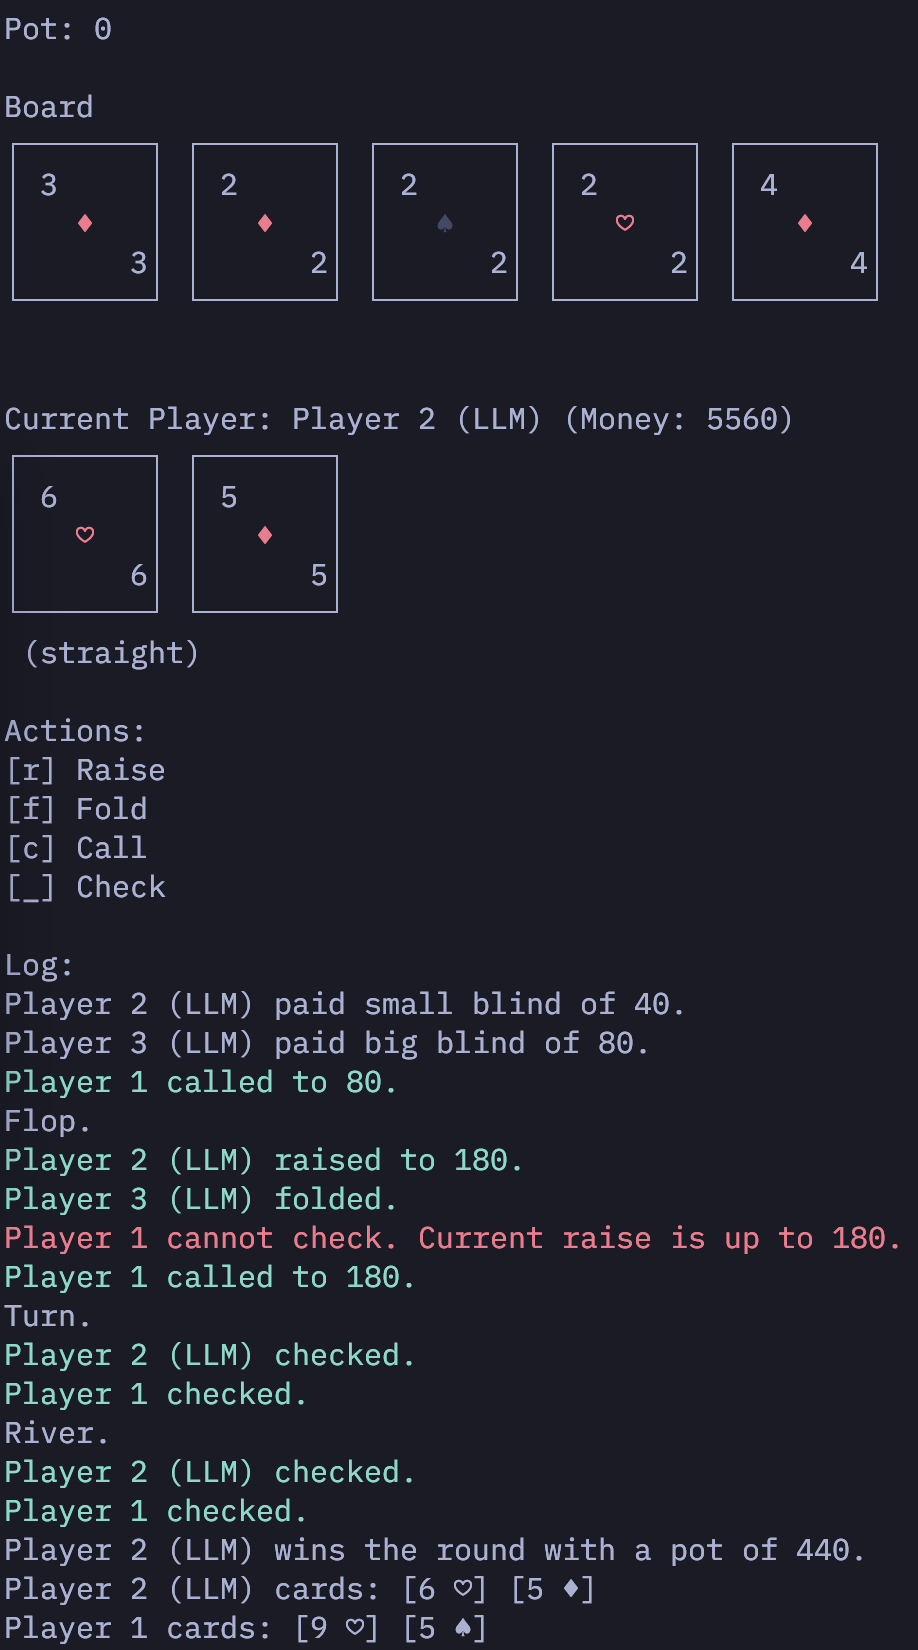 Pot: 0
Board
3 2 2 2 4
♦ ♦ ♠ ♡ ♦
3 2 2 2 4
Current Player: Player 2 (LLM) (Money: 5560)
6 5
♡ ♦
6 5
(straight)
Actions:
[r] Raise
[f] Fold
[c] Call
[_] Check
Log:
Player 2 (LLM) paid small blind of 40.
Player 3 (LLM) paid big blind of 80.
Player 1 called to 80.
Flop.
Player 2 (LLM) raised to 180.
Player 3 (LLM) folded.
Player 1 cannot check. Current raise is up to 180.
Player 1 called to 180.
Turn.
Player 2 (LLM) checked.
Player 1 checked.
River.
Player 2 (LLM) checked.
Player 1 checked.
Player 2 (LLM) wins the round with a pot of 440.
Player 2 (LLM) cards: [6 ♡] [5 ♦]
Player 1 cards: [9 ♡] [5 ♠]